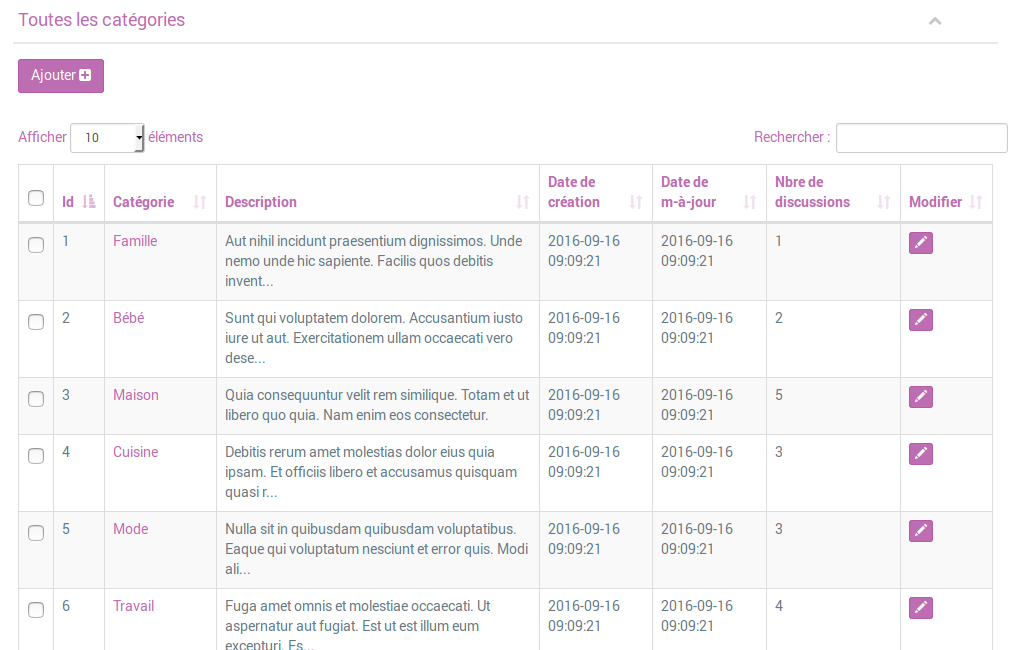 Toutes les catégories
Ajouter
Afficher 10 éléments
Rechercher :
Id
Catégorie
Description
Date de
création
Date de
m-à-jour
Nbre de
discussions
Modifier
1
Famille
Aut nihil incidunt praesentium dignissimos. Unde
nemo unde hic sapiente. Facilis quos debitis
invent...
2016-09-16
09:09:21
2016-09-16
09:09:21
1
2
Bébé
Sunt qui voluptatem dolorem. Accusantium iusto
iure ut aut. Exercitationem ullam occaecati vero
dese...
2016-09-16
09:09:21
2016-09-16
09:09:21
2
3
Maison
Quia consequuntur velit rem similique. Totam et ut
libero quo quia. Nam enim eos consectetur.
2016-09-16
09:09:21
2016-09-16
09:09:21
5
4
Cuisine
Debitis rerum amet molestias dolor eius quia
ipsam. Et officiis libero et accusamus quisquam
quasi r...
2016-09-16
09:09:21
2016-09-16
09:09:21
3
5
Mode
Nulla sit in quibusdam quibusdam voluptatibus.
Eaque qui voluptatum nesciunt et error quis. Modi
ali...
2016-09-16
09:09:21
2016-09-16
09:09:21
3
6
Travail
Fuga amet omnis et molestiae occaecati. Ut
aspernatur aut fugiat. Est ut est illum eum
excepturi. Es...
2016-09-16
09:09:21
2016-09-16
09:09:21
4